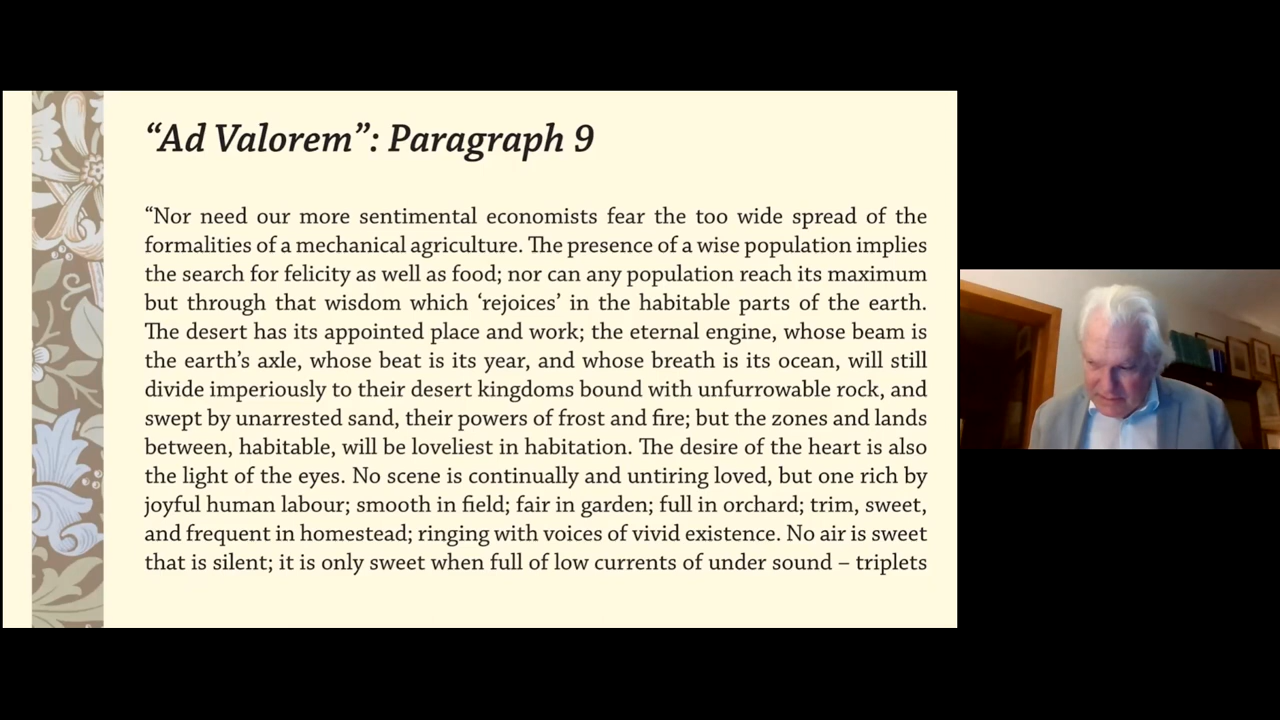 “Ad Valorem”: Paragraph 9
“Nor need our more sentimental economists fear the too wide spread of the
formalities of a mechanical agriculture. The presence of a wise population implies
the search for felicity as well as food; nor can any population reach its maximum
but through that wisdom which ‘rejoices’ in the habitable parts of the earth.
The desert has its appointed place and work; the eternal engine, whose beam is
the earth’s axle, whose beat is its year, and whose breath is its ocean, will still
divide imperiously to their desert kingdoms bound with unfurrowable rock, and
swept by unarrested sand, their powers of frost and fire; but the zones and lands
between, habitable, will be loveliest in habitation. The desire of the heart is also
the light of the eyes. No scene is continually and untiring loved, but one rich by
joyful human labour; smooth in field; fair in garden; full in orchard; trim, sweet,
and frequent in homestead; ringing with voices of vivid existence. No air is sweet
that is silent; it is only sweet when full of low currents of under sound – triplets